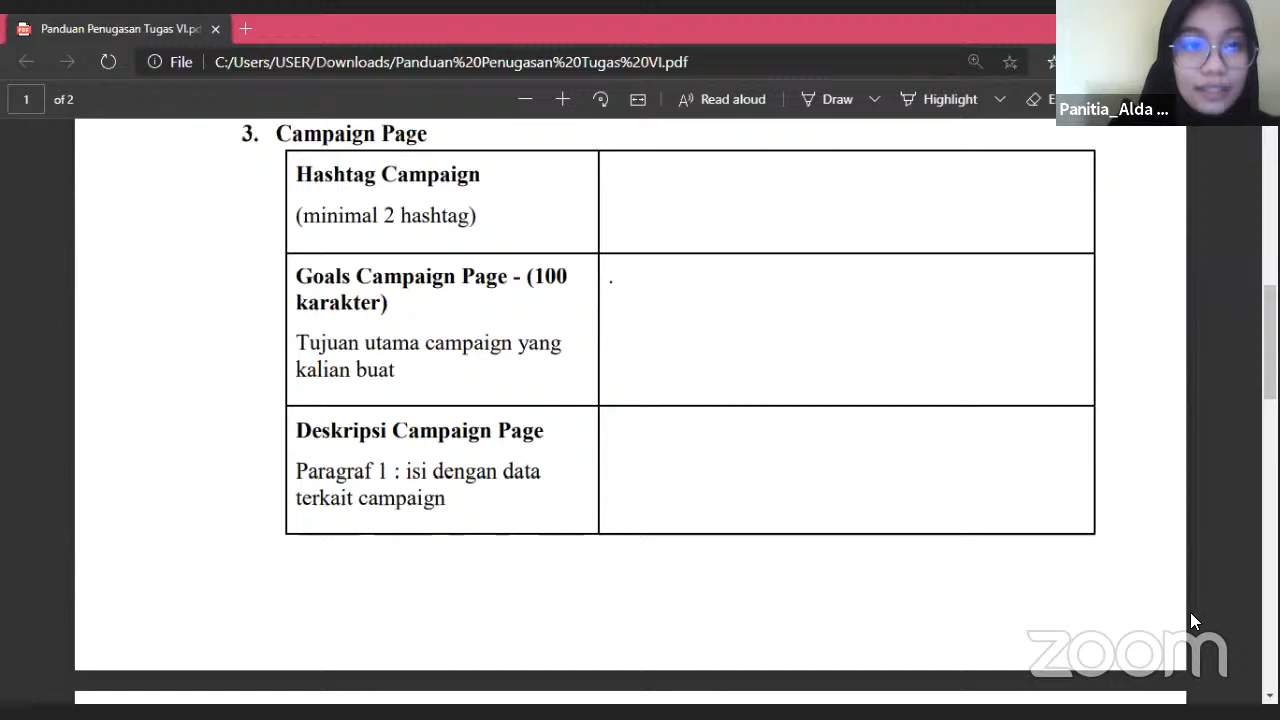 Panduan Penugasan Tugas VI.pd
File
C:/Users/USER/Downloads/Panduan%20Penugasan%20Tugas%20VI.pdf
1
of 2
Read aloud
Draw
Highlight
Panitia_Alda ...
3. Campaign Page
Hashtag Campaign
(minimal 2 hashtag)
Goals Campaign Page - (100
karakter)
.
Tujuan utama campaign yang
kalian buat
Deskripsi Campaign Page
Paragraf 1 : isi dengan data
terkait campaign
zoom